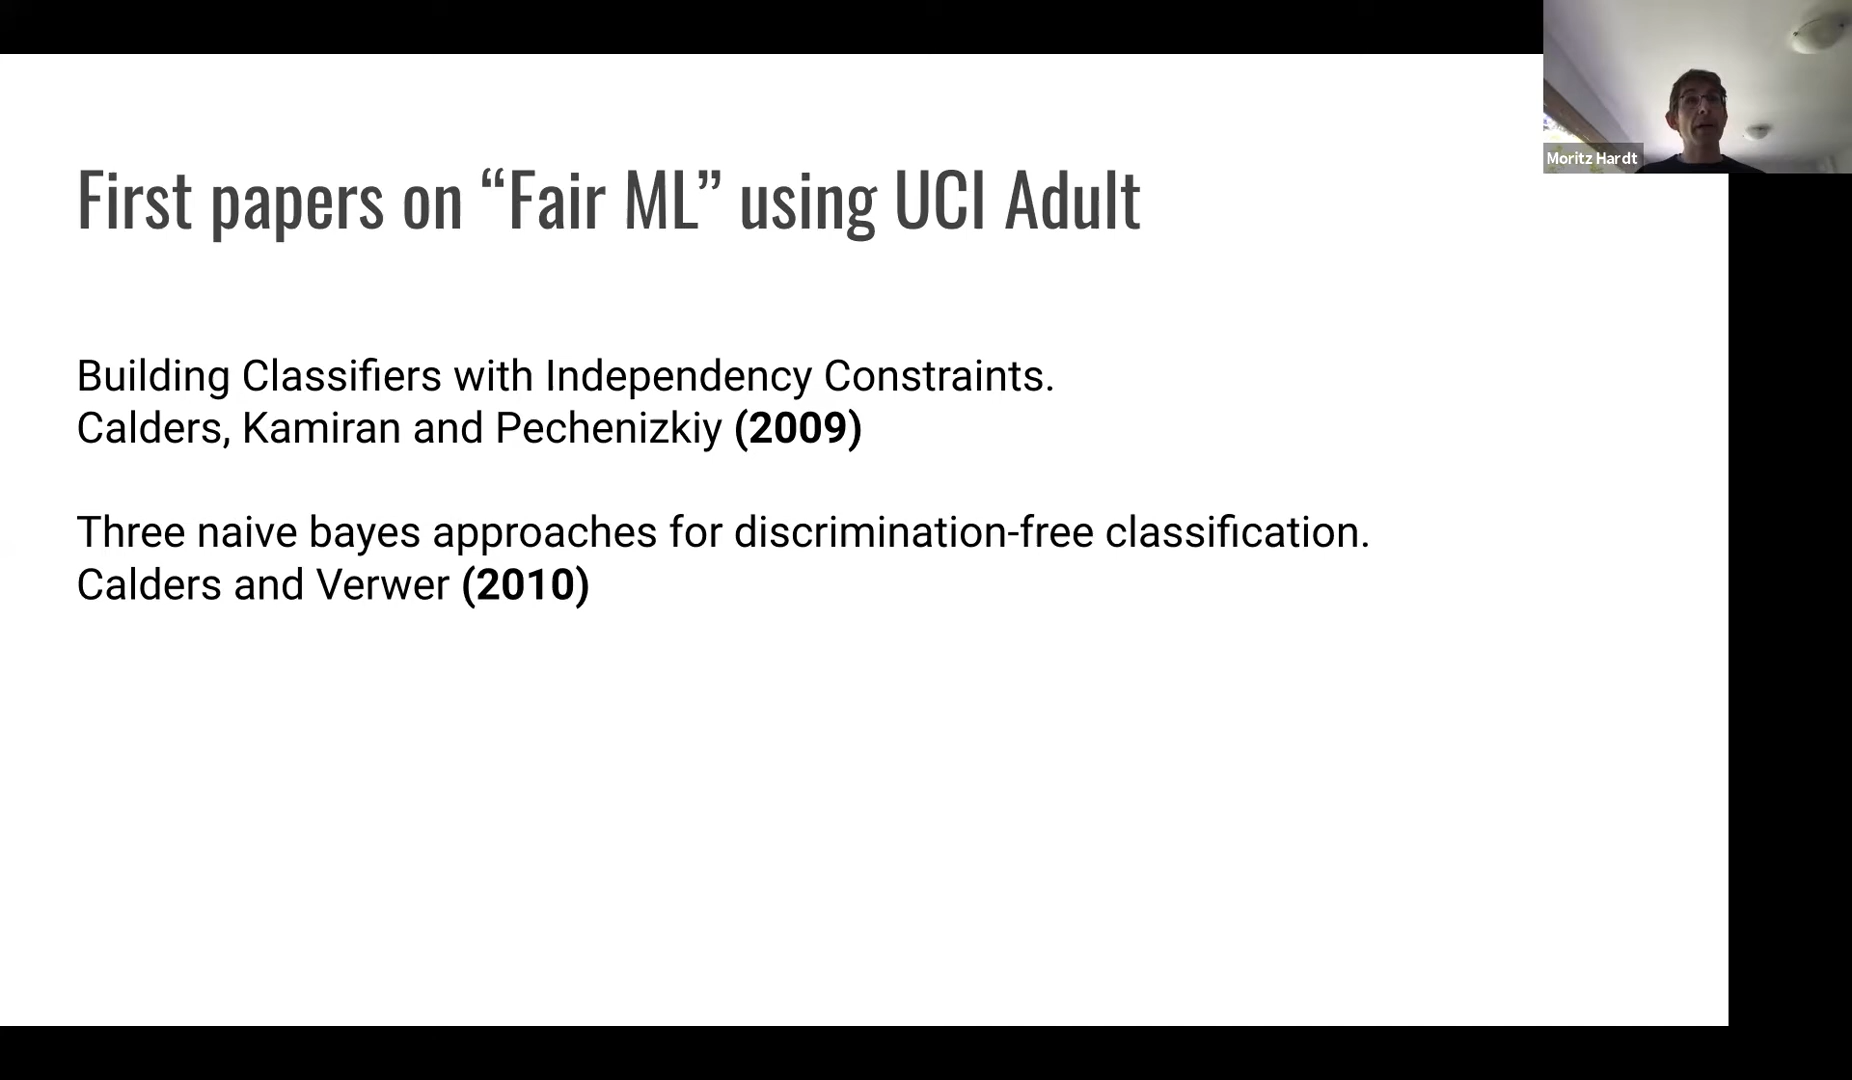 First papers on “Fair ML” using UCI Adult
Building Classifiers with Independency Constraints.
Calders, Kamiran and Pechenizkiy (2009)
Three naive bayes approaches for discrimination-free classification.
Calders and Verwer (2010)
Moritz Hardt